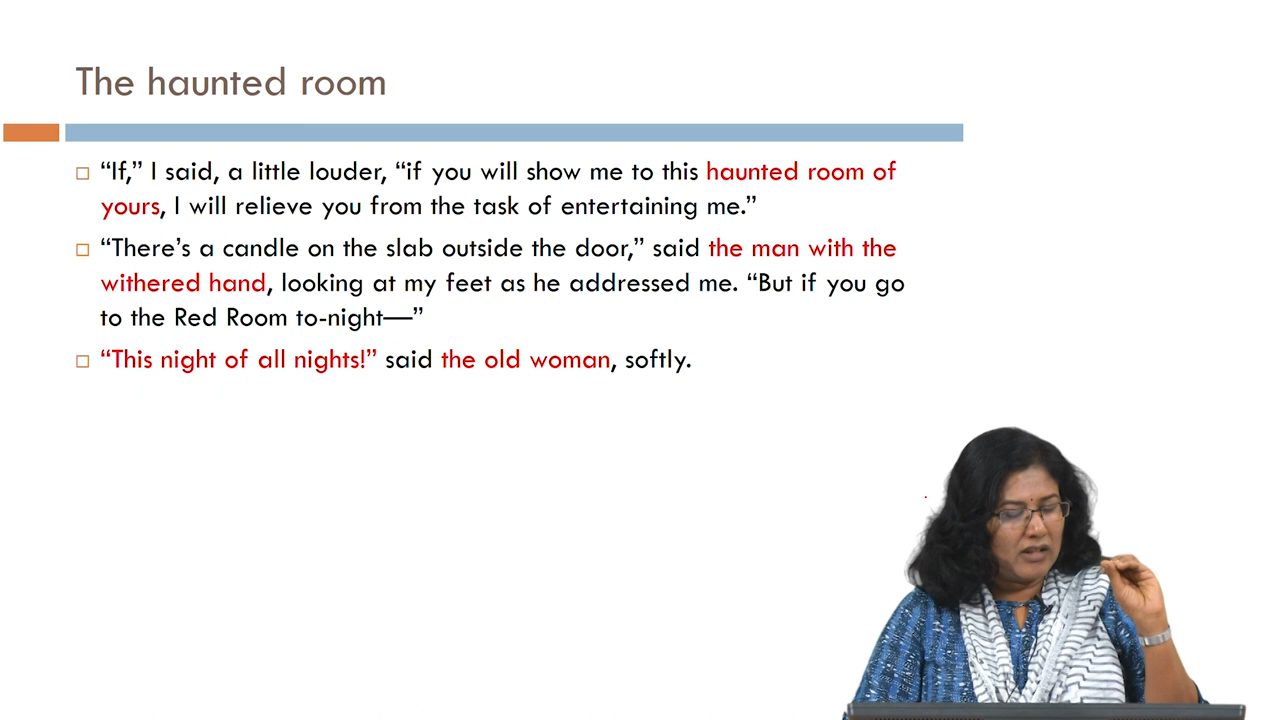 The haunted room
“If,” I said, a little louder, “if you will show me to this haunted room of
yours, I will relieve you from the task of entertaining me.”
“There’s a candle on the slab outside the door,” said the man with the
withered hand, looking at my feet as he addressed me. “But if you go
to the Red Room to-night—”
“This night of all nights!” said the old woman, softly.